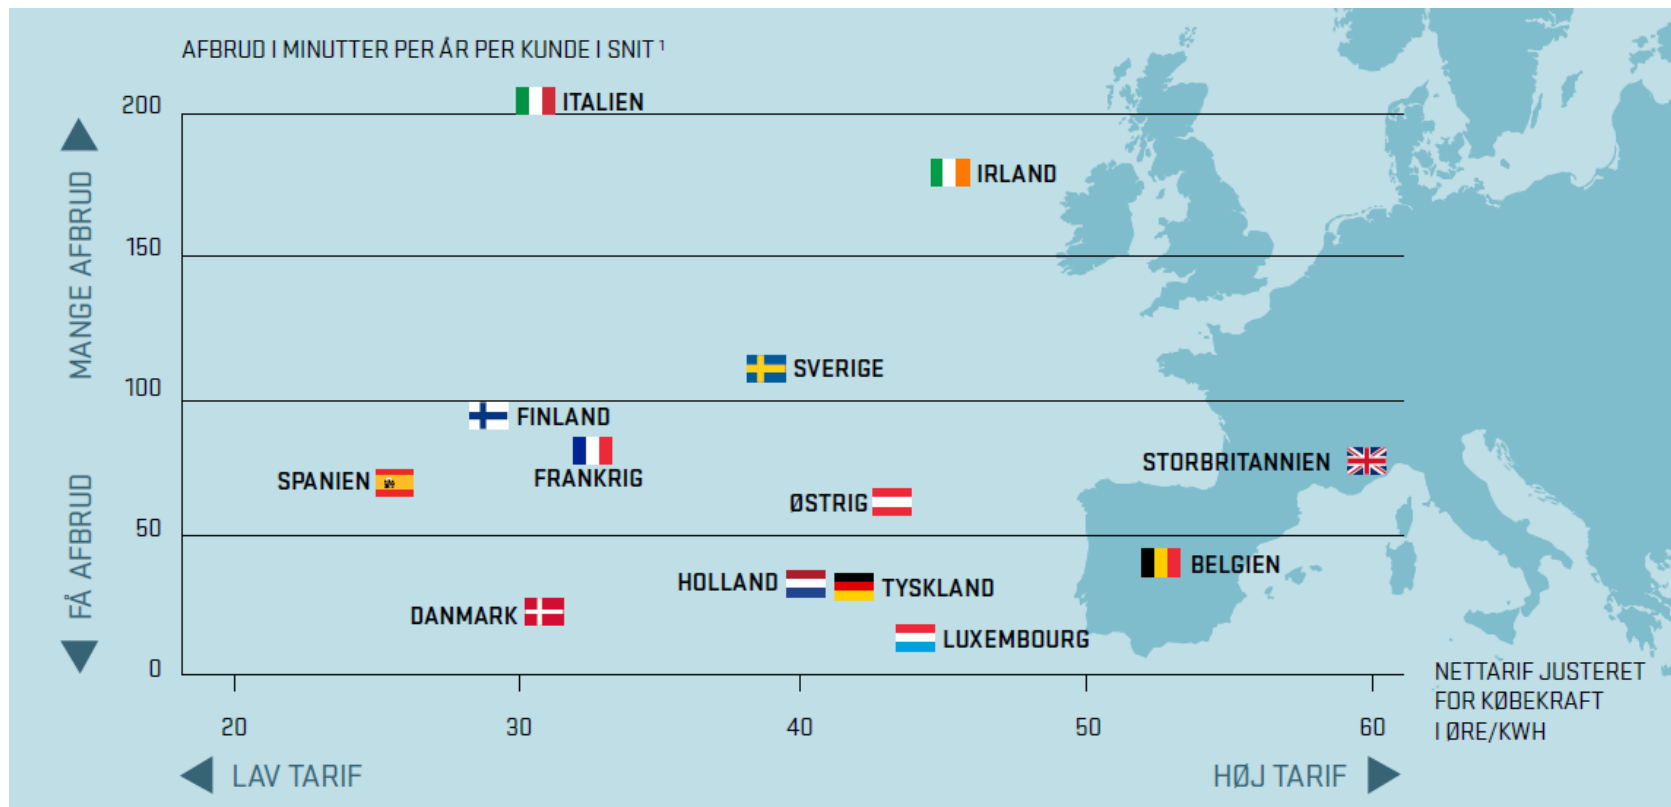 AFBRUD I MINUTTER PER ÅR PER KUNDE I SNIT ¹
200
ITALIEN
IRLAND
MANGE AFBRUD
150
SVERIGE
100
FINLAND
FRANKRIG
SPANIEN
STORBRITANNIEN
ØSTRIG
FÅ AFBRUD
50
BELGIEN
HOLLAND
TYSKLAND
DANMARK
LUXEMBOURG
0
20
30
40
50
60
NETTARIF JUSTERET
FOR KØBEKRAFT
I ØRE/KWH
LAV TARIF
HØJ TARIF